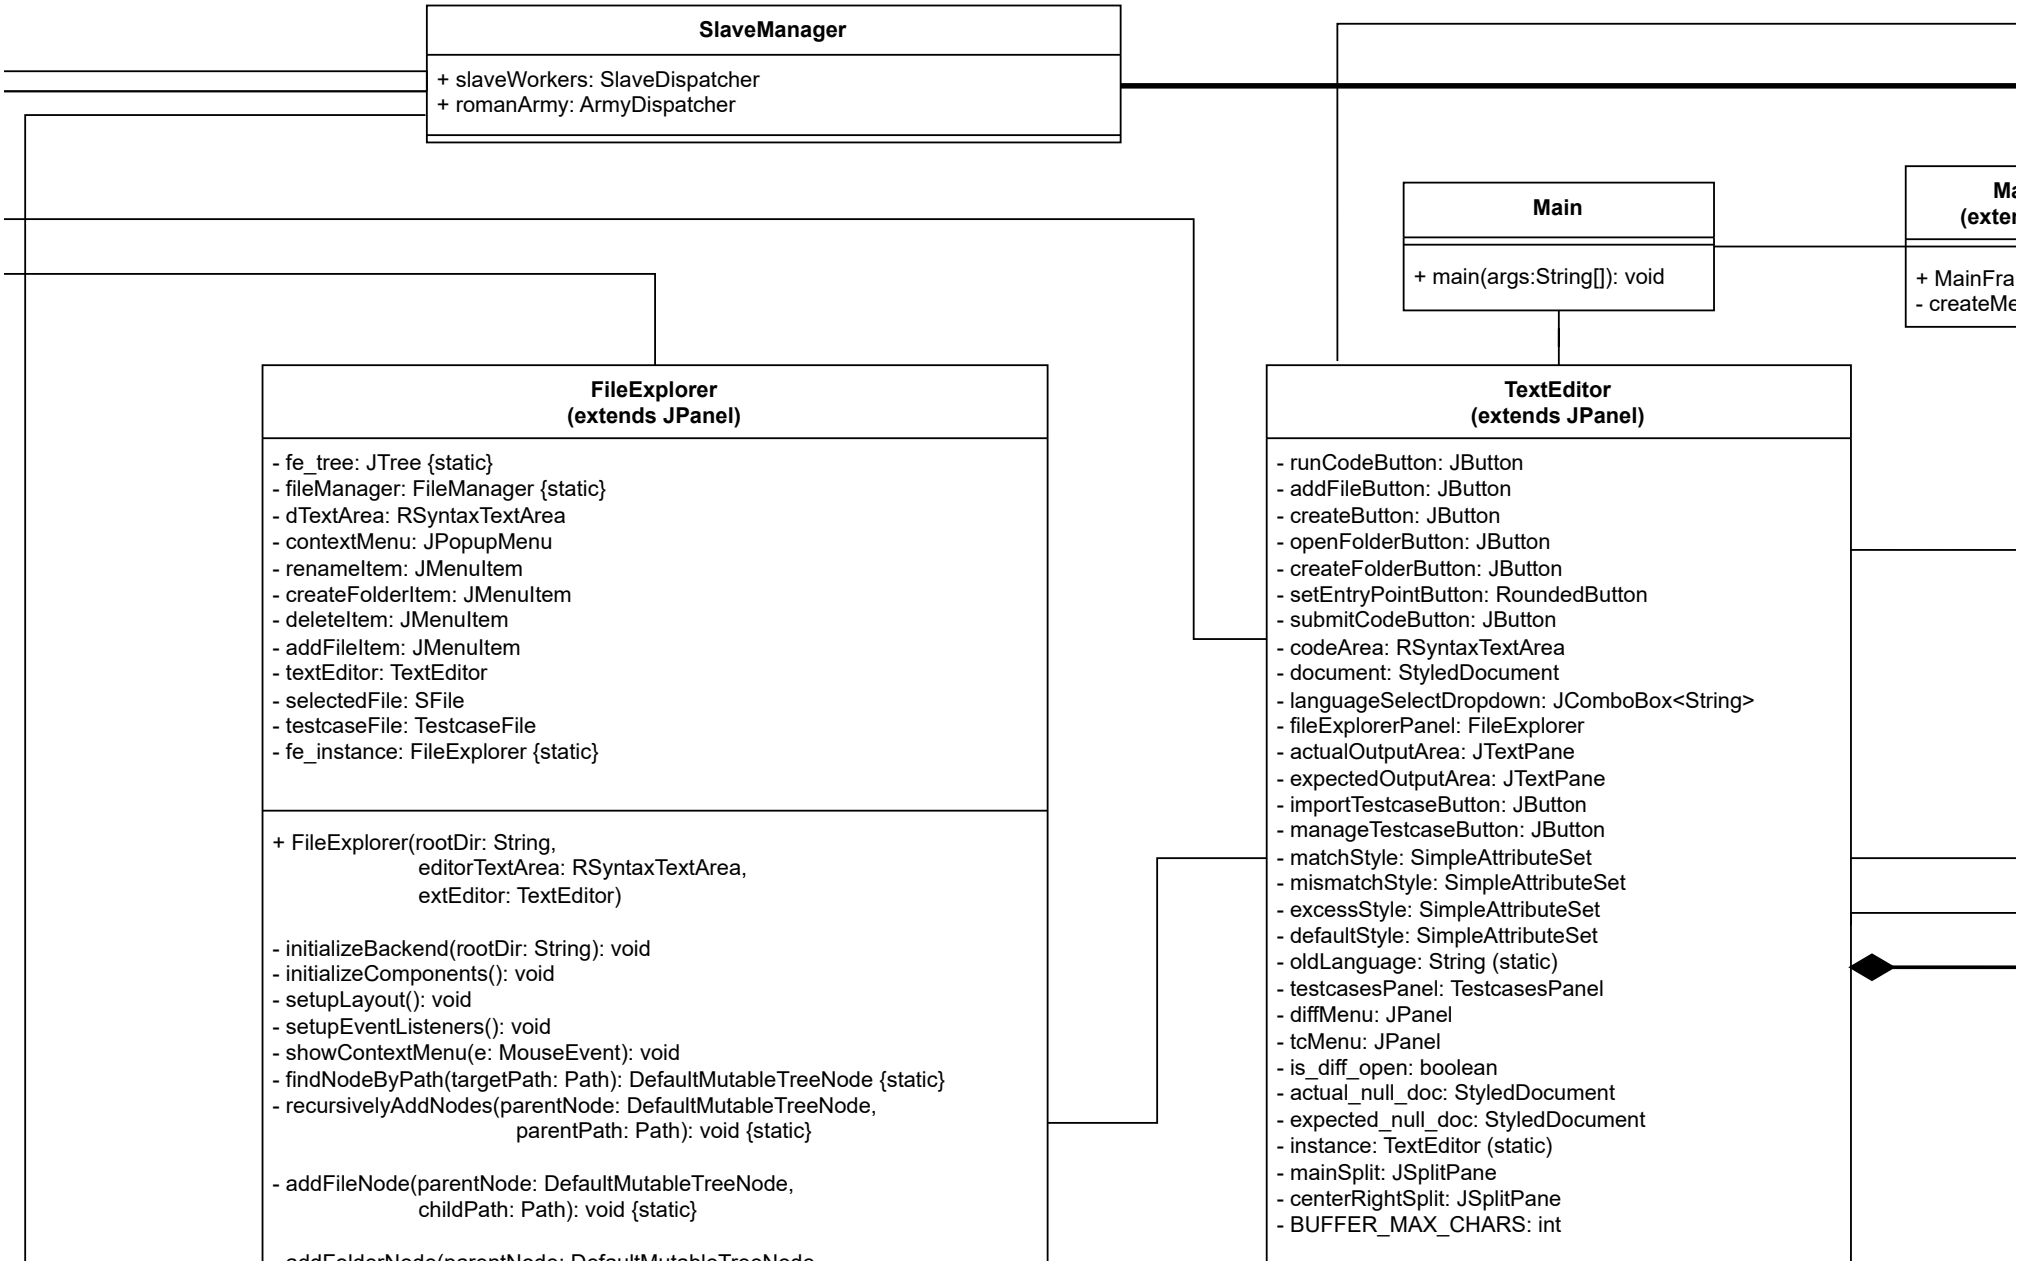 SlaveManager
+ slaveWorkers: SlaveDispatcher
+ romanArmy: ArmyDispatcher
Main
+ main(args:String[]): void
+ MainFra
- createMe
FileExplorer
(extends JPanel)
- fe_tree: JTree {static}
- fileManager: FileManager {static}
- dTextArea: RSyntaxTextArea
- contextMenu: JPopupMenu
- renameItem: JMenuItem
- createFolderItem: JMenuItem
- deleteItem: JMenuItem
- addFileItem: JMenuItem
- textEditor: TextEditor
- selectedFile: SFile
- testcaseFile: TestcaseFile
- fe_instance: FileExplorer {static}
+ FileExplorer(rootDir: String,
editorTextArea: RSyntaxTextArea,
extEditor: TextEditor)
- initializeBackend(rootDir: String): void
- initializeComponents(): void
- setupLayout(): void
- setupEventListeners(): void
- showContextMenu(e: MouseEvent): void
- findNodeByPath(targetPath: Path): DefaultMutableTreeNode {static}
- recursivelyAddNodes(parentNode: DefaultMutableTreeNode,
parentPath: Path): void {static}
- addFileNode(parentNode: DefaultMutableTreeNode,
childPath: Path): void {static}
- addFolderNode(parentNode: DefaultMutableTreeNode
TextEditor
(extends JPanel)
- runCodeButton: JButton
- addFileButton: JButton
- createButton: JButton
- openFolderButton: JButton
- createFolderButton: JButton
- setEntryPointButton: RoundedButton
- submitCodeButton: JButton
- codeArea: RSyntaxTextArea
- document: StyledDocument
- languageSelectDropdown: JComboBox<String>
- fileExplorerPanel: FileExplorer
- actualOutputArea: JTextPane
- expectedOutputArea: JTextPane
- importTestcaseButton: JButton
- manageTestcaseButton: JButton
- matchStyle: SimpleAttributeSet
- mismatchStyle: SimpleAttributeSet
- excessStyle: SimpleAttributeSet
- defaultStyle: SimpleAttributeSet
- oldLanguage: String (static)
- testcasesPanel: TestcasesPanel
- diffMenu: JPanel
- tcMenu: JPanel
- is_diff_open: boolean
- actual_null_doc: StyledDocument
- expected_null_doc: StyledDocument
- instance: TextEditor (static)
- mainSplit: JSplitPane
- centerRightSplit: JSplitPane
- BUFFER_MAX_CHARS: int